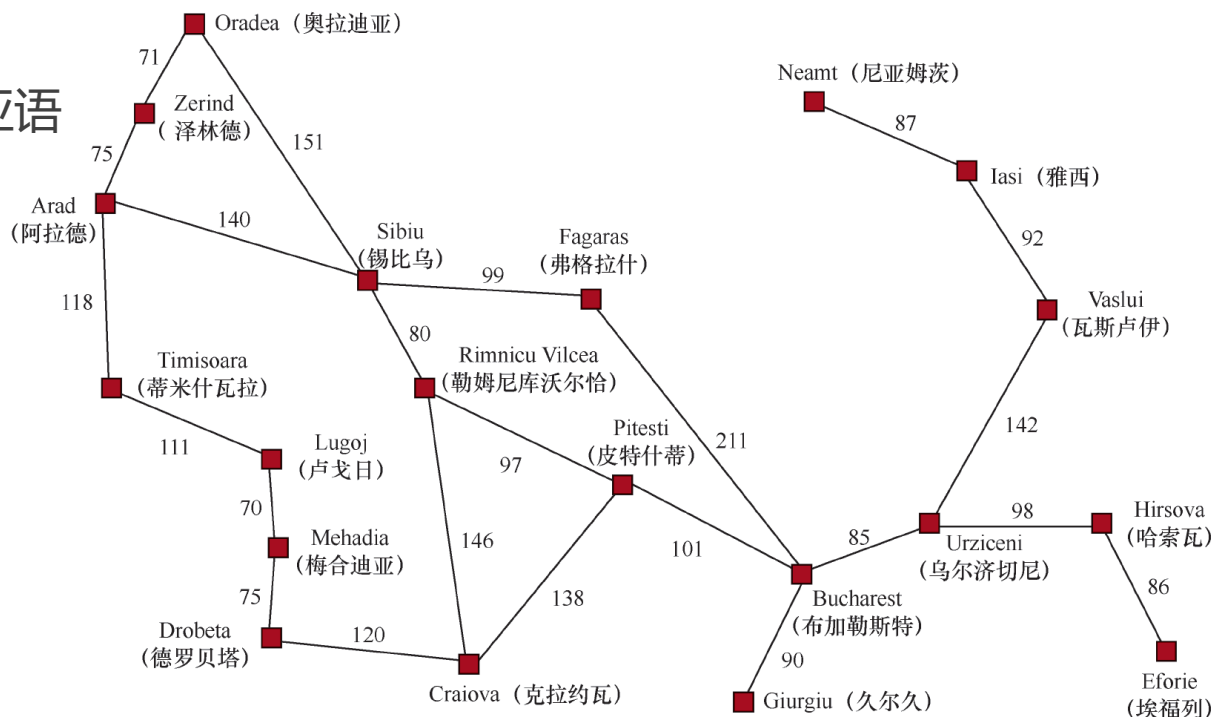 Oradea（奥拉迪亚）
71
Neamt（尼亚姆茨）
Zerind
（ 泽林德）
87
151
75
Iasi（雅西）
Arad
（阿拉德）
140
Sibiu
（锡比乌）
Fagaras
（弗格拉什）
92
99
118
Vaslui
（瓦斯卢伊）
80
Timisoara
（蒂米什瓦拉）
Rimnicu Vilcea
（勒姆尼库沃尔恰）
Pitesti
（皮特什蒂）
142
211
111
Lugoj
（卢戈日）
97
70
Mehadia
（梅合迪亚）
146
101
85
98
Hirsova
（哈索瓦）
Urziceni
（乌尔济切尼）
86
75
138
Bucharest
（布加勒斯特）
Drobeta
（德罗贝塔）
120
90
Craiova（克拉约瓦）
Giurgiu（久尔久）
Eforie
（埃福列）